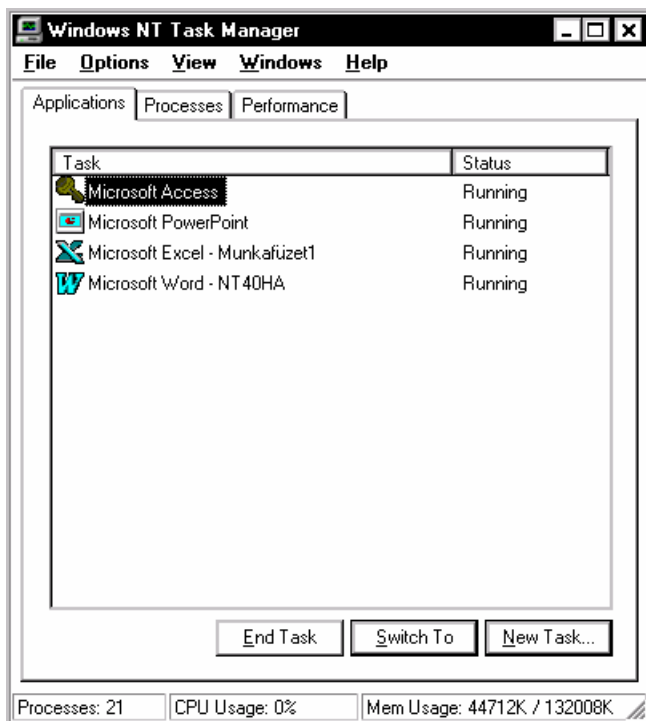 Windows NT Task Manager
File Options View Windows Help
Applications Processes Performance
Task Status
Microsoft Access Running
Microsoft PowerPoint Running
Microsoft Excel - Munkafüzet1 Running
Microsoft Word - NT40HA Running
End Task Switch To New Task...
Processes: 21 CPU Usage: 0% Mem Usage: 44712K / 132008K